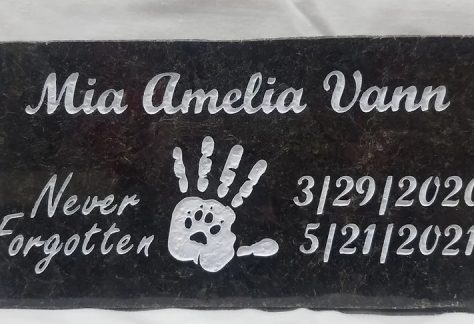 Mia Amelia Vann
Never
Forgotten
3/29/2020
5/21/2021